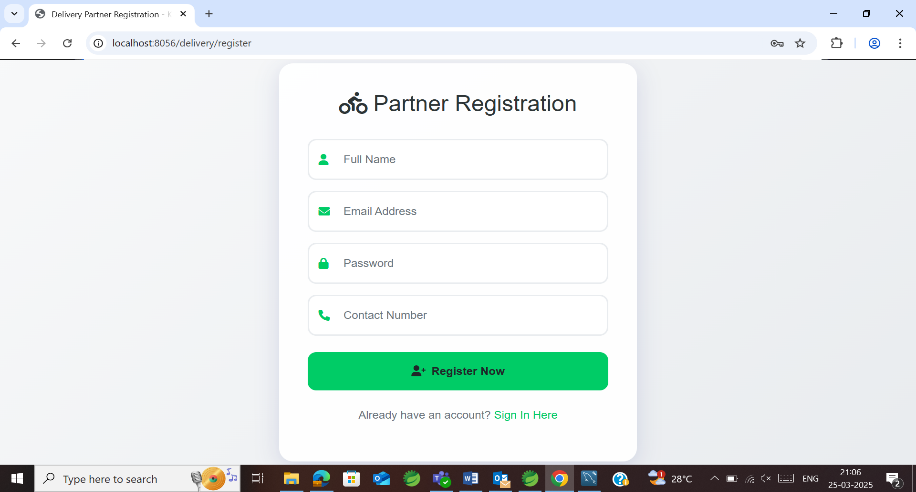 Delivery Partner Registration -
localhost:8056/delivery/register
Partner Registration
Full Name
Email Address
Password
Contact Number
Register Now
Already have an account? Sign In Here
Type here to search
28°C
ENG
21:06
25-03-2025
2